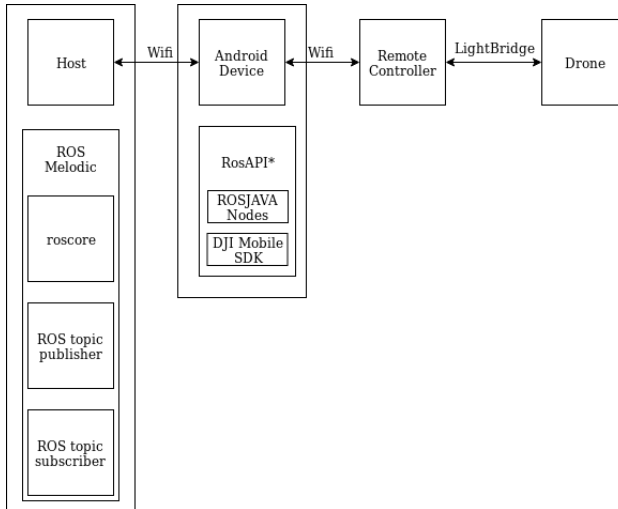 Host
Wifi
Android
Device
Wifi
Remote
Controller
LightBridge
Drone
ROS
Melodic
roscore
ROS topic
publisher
ROS topic
subscriber
RosAPI*
ROSJAVA
Nodes
DJI Mobile
SDK